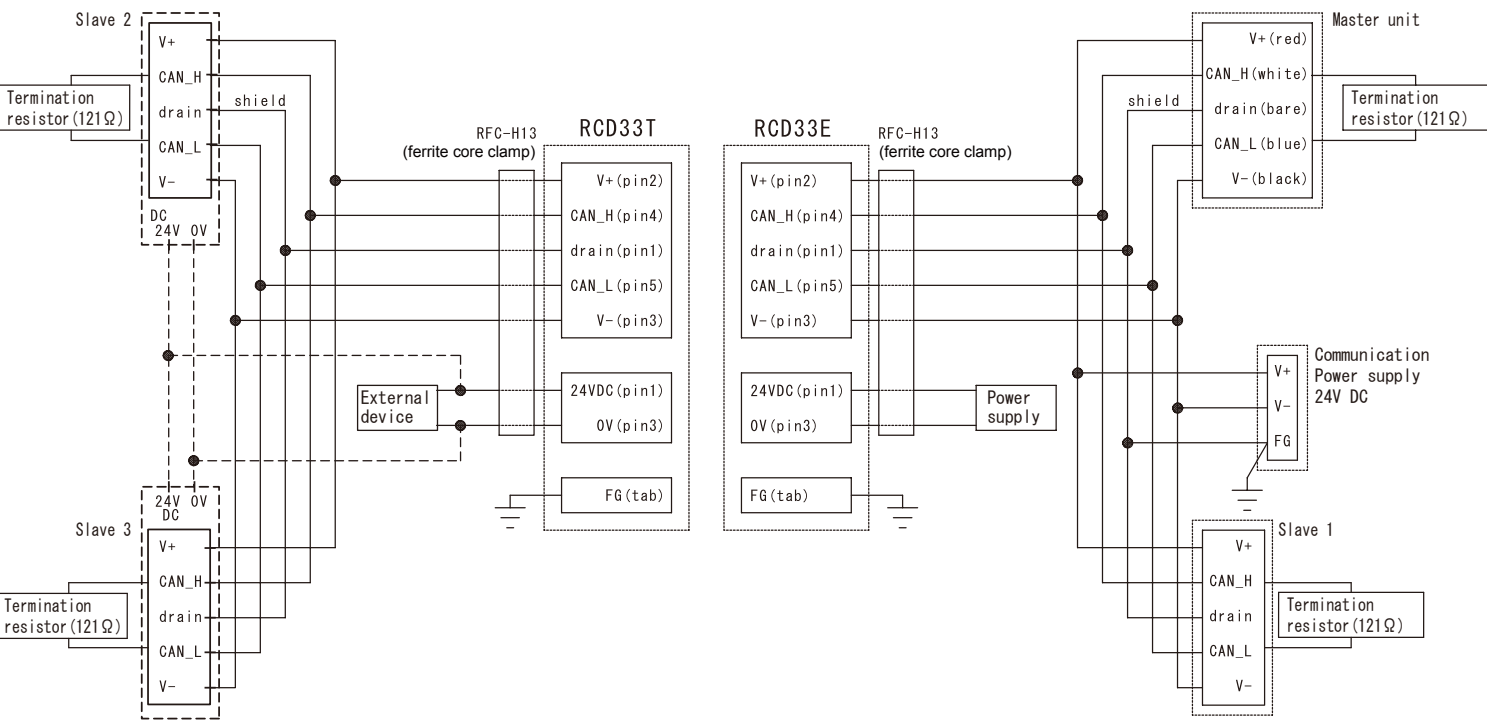 Slave 2
V+
CAN_H
drain
CAN_L
V-
DC
24V 0V
Termination
resistor(121Ω)
shield
RFC-H13
(ferrite core clamp)
RCD33T
V+(pin2)
CAN_H(pin4)
drain(pin1)
CAN_L(pin5)
V-(pin3)
24VDC(pin1)
0V(pin3)
FG(tab)
External
device
24V 0V
DC
Slave 3
V+
CAN_H
drain
CAN_L
V-
Termination
resistor(121Ω)
RCD33E
RFC-H13
(ferrite core clamp)
V+(pin2)
CAN_H(pin4)
drain(pin1)
CAN_L(pin5)
V-(pin3)
24VDC(pin1)
0V(pin3)
FG(tab)
Power
supply
shield
Master unit
V+(red)
CAN_H(white)
drain(bare)
CAN_L(blue)
V-(black)
Termination
resistor(121Ω)
Communication
Power supply
24V DC
V+
V-
FG
Slave 1
V+
CAN_H
drain
CAN_L
V-
Termination
resistor(121Ω)